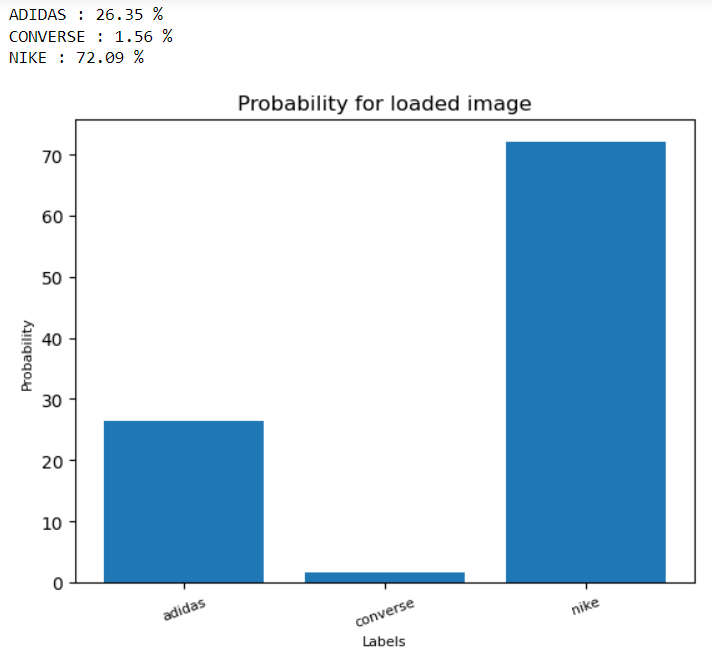 ADIDAS : 26.35 %
CONVERSE : 1.56 %
NIKE : 72.09 %
Probability for loaded image
70
60
50
40
30
20
10
0
Probability
adidas
converse
nike
Labels